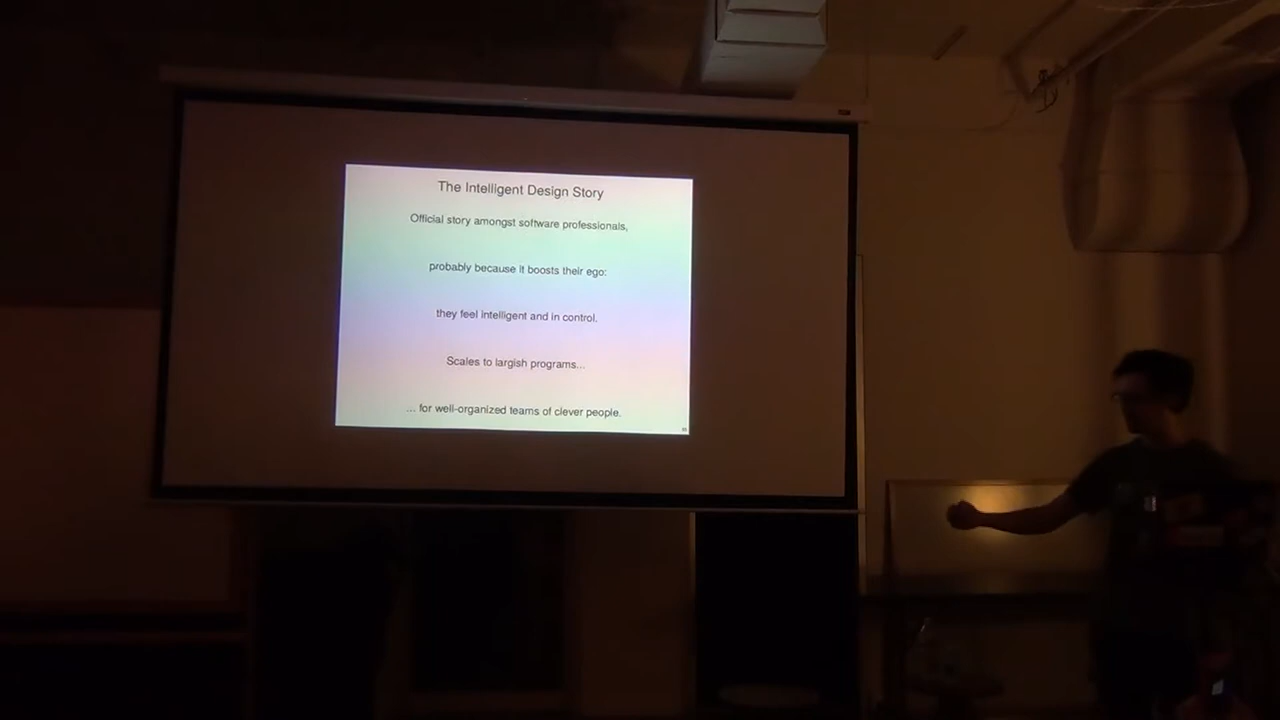 The Intelligent Design Story
Official story amongst software professionals,
probably because it boosts their ego:
they feel intelligent and in control.
Scales to largish programs...
... for well-organized teams of clever people.